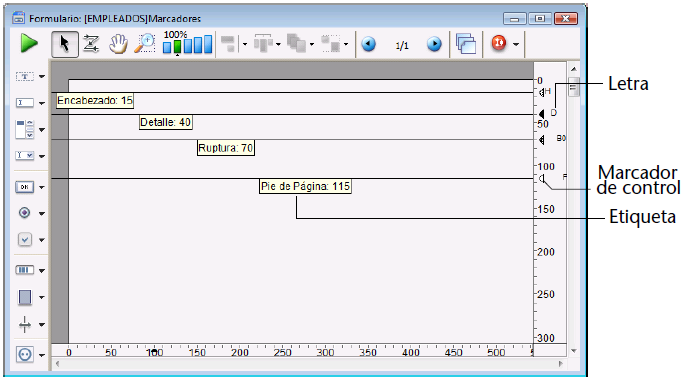 Formulario: [EMPLEADOS]Marcadores
100%
1/1
Encabezado: 15
Detalle: 40
Ruptura: 70
Pie de Página: 115
0
50
100
150
200
250
300
H
D
B0
F
0
50
100
150
200
250
300
350
400
450
500
Letra
Marcador
de control
Etiqueta
OK